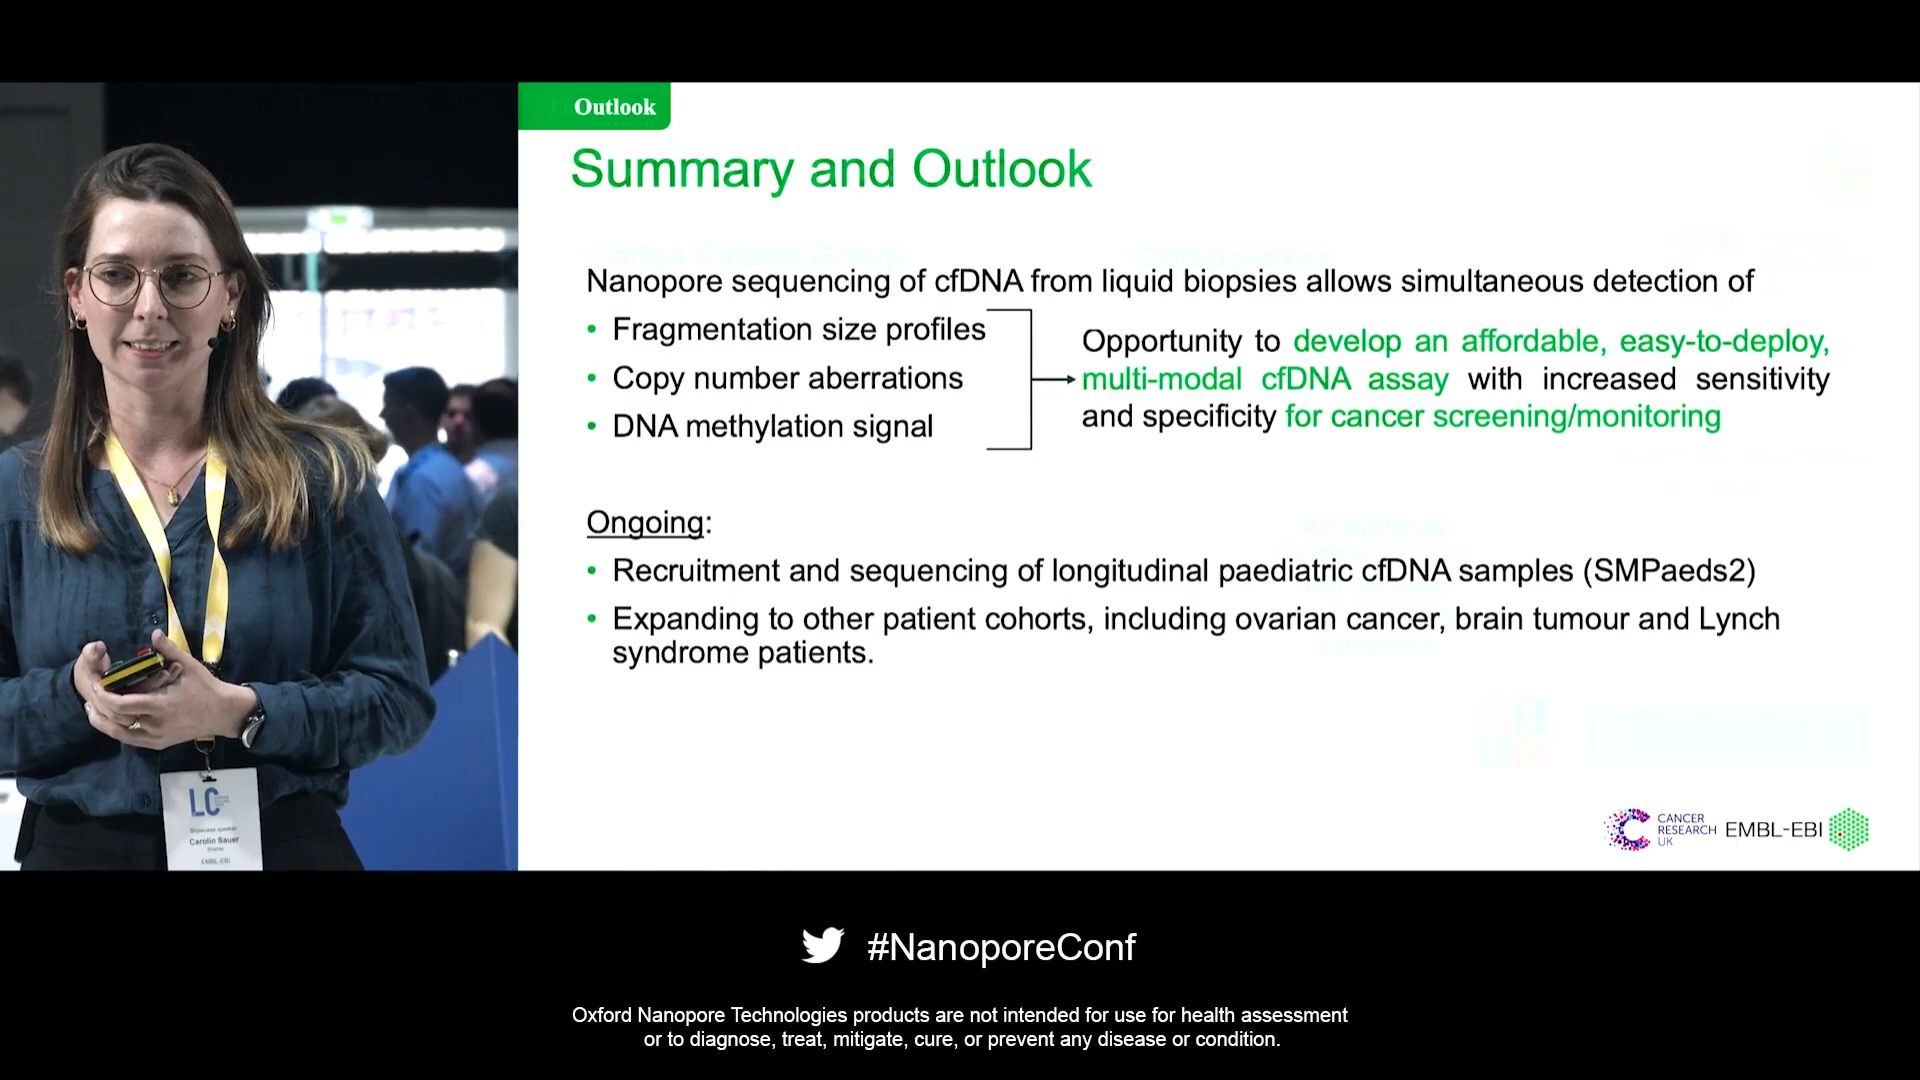 Outlook
Summary and Outlook
Nanopore sequencing of cfDNA from liquid biopsies allows simultaneous detection of
• Fragmentation size profiles
• Copy number aberrations
• DNA methylation signal
Opportunity to develop an affordable, easy-to-deploy,
multi-modal cfDNA assay with increased sensitivity
and specificity for cancer screening/monitoring
Ongoing:
• Recruitment and sequencing of longitudinal paediatric cfDNA samples (SMPaeds2)
• Expanding to other patient cohorts, including ovarian cancer, brain tumour and Lynch
syndrome patients.
CANCER
RESEARCH
UK
EMBL-EBI
LC
Showcase speaker
Carolin Sauer
EMBL-EBI
#NanoporeConf
Oxford Nanopore Technologies products are not intended for use for health assessment
or to diagnose, treat, mitigate, cure, or prevent any disease or condition.